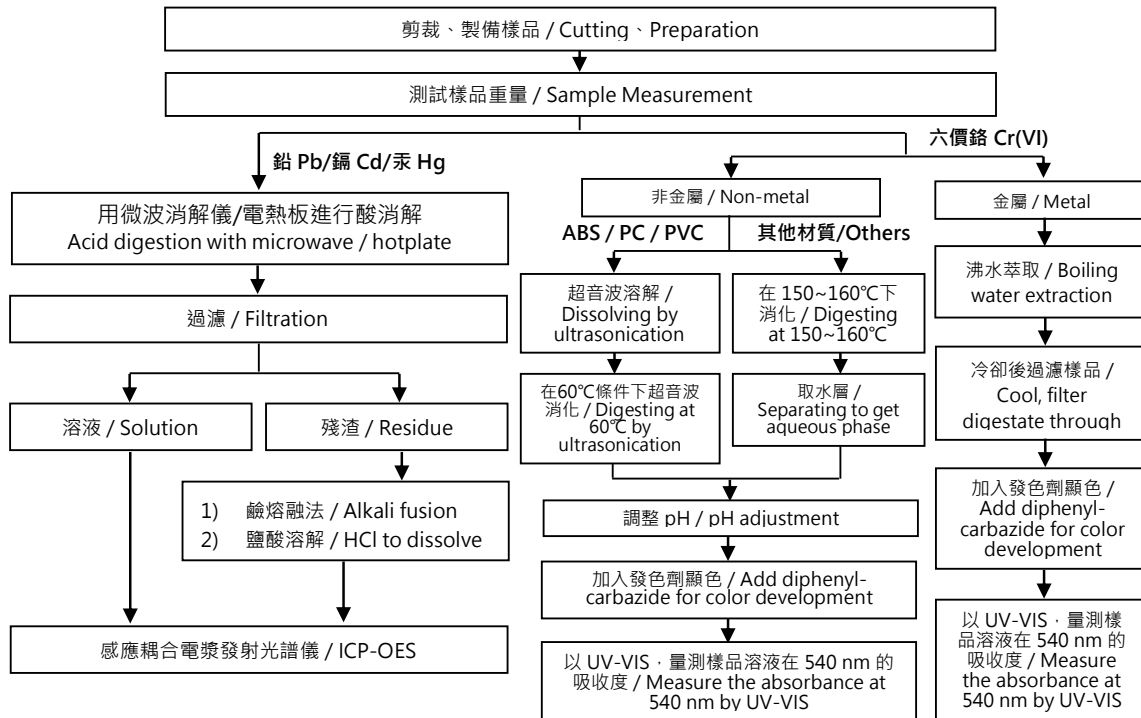 剪裁、製備樣品 / Cutting、Preparation
測試樣品重量 / Sample Measurement
鉛 Pb/鎘 Cd/汞 Hg
六價鉻 Cr(VI)
用微波消解儀/電熱板進行酸消解
Acid digestion with microwave / hotplate
過濾 / Filtration
溶液 / Solution
殘渣 / Residue
1) 鹼熔融法 / Alkali fusion
2) 鹽酸溶解 / HCl to dissolve
感應耦合電漿發射光譜儀 / ICP-OES
非金屬 / Non-metal
ABS / PC / PVC
其他材質/Others
超音波溶解 /
Dissolving by
ultrasonication
在 150~160℃下
消化 / Digesting
at 150~160℃
在60℃條件下超音波
消化 / Digesting at
60℃ by
ultrasonication
取水層 /
Separating to get
aqueous phase
調整 pH / pH adjustment
加入發色劑顯色 / Add diphenyl-
carbazide for color development
以 UV-VIS，量測樣品溶液在 540 nm 的
吸收度 / Measure the absorbance at
540 nm by UV-VIS
金屬 / Metal
沸水萃取 / Boiling
water extraction
冷卻後過濾樣品 /
Cool, filter
digestate through
加入發色劑顯色 /
Add diphenyl-
carbazide for color
development
以 UV-VIS，量測樣
品溶液在 540 nm 的
吸收度 / Measure
the absorbance at
540 nm by UV-VIS